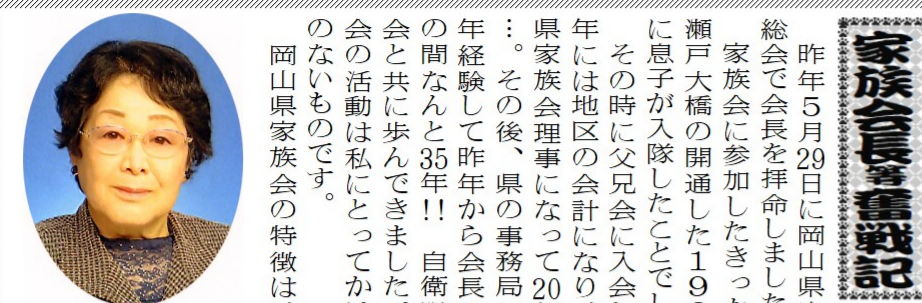 家族会長等奮戦記
昨年5月29日に岡山県
総会で会長を拝命しました
家族会に参加したきっか
瀬戸大橋の開通した19
に息子が入隊したことでし
その時に父兄会に入会
年には地区の会計になり
県家族会理事になって20
…。その後、県の事務局
年経験して昨年から会長
の間なんと35年!!自衛
会と共に歩んできました
会の活動は私にとってか
のないものです。
岡山県家族会の特徴は